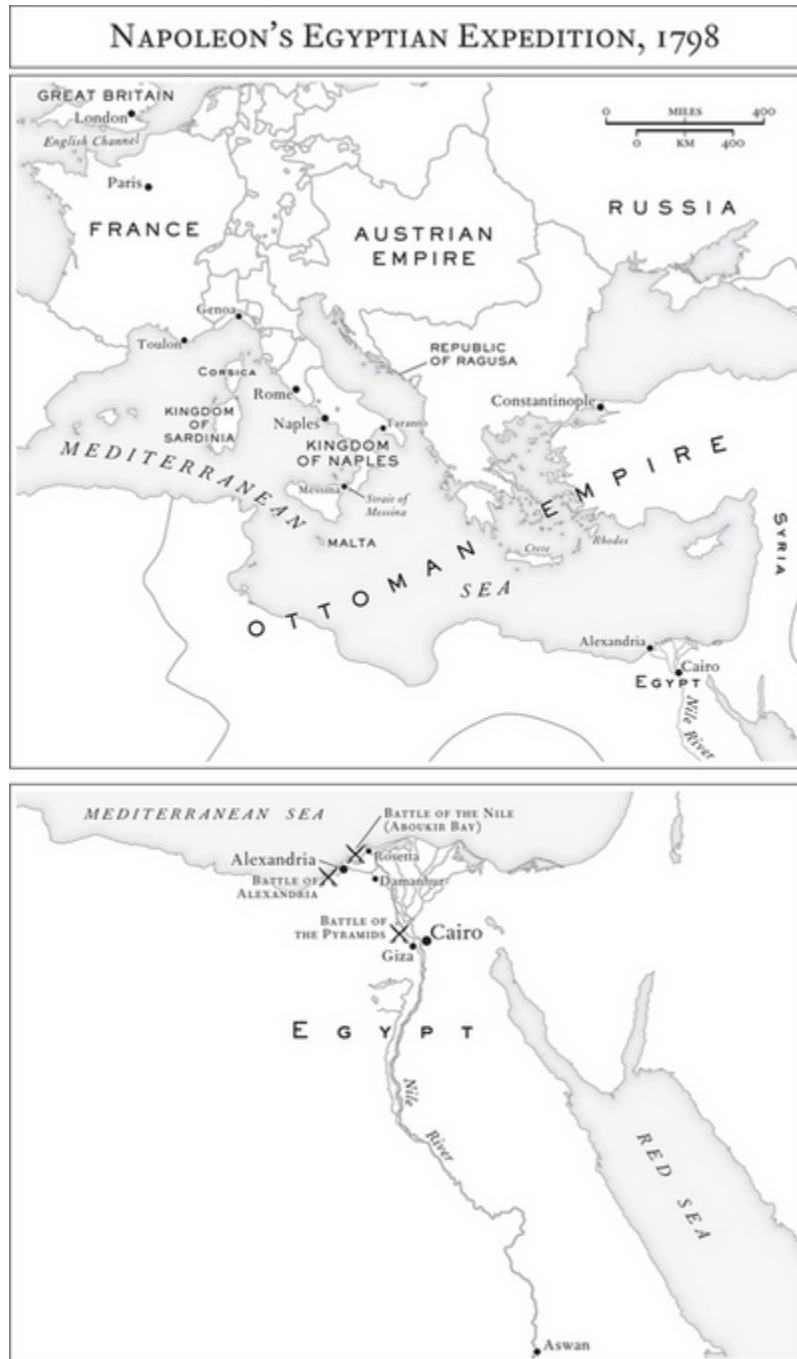 NAPOLEON'S EGYPTIAN EXPEDITION, 1798
GREAT BRITAIN
London
English Channel
Paris
FRANCE
0 MILES 400
0 KM 400
RUSSIA
AUSTRIAN
EMPIRE
Genoa
Toulon
CORSICA
REPUBLIC
OF RAGUSA
Rome
Constantinople
KINGDOM
OF
SARDINIA
Naples
Taranto
KINGDOM
OF NAPLES
MEDITERRANEAN
SEA
Messina
Strait of
Messina
MALTA
OTTOMAN EMPIRE
Crete
Rhodes
SYRIA
Alexandria
Cairo
EGYPT
Nile River
MEDITERRANEAN SEA
BATTLE OF THE NILE
(ABOUKIR BAY)
Alexandria
Rosetta
BATTLE OF
ALEXANDRIA
Damanhur
BATTLE OF
THE PYRAMIDS
Cairo
Giza
EGYPT
Nile
River
RED SEA
Aswan